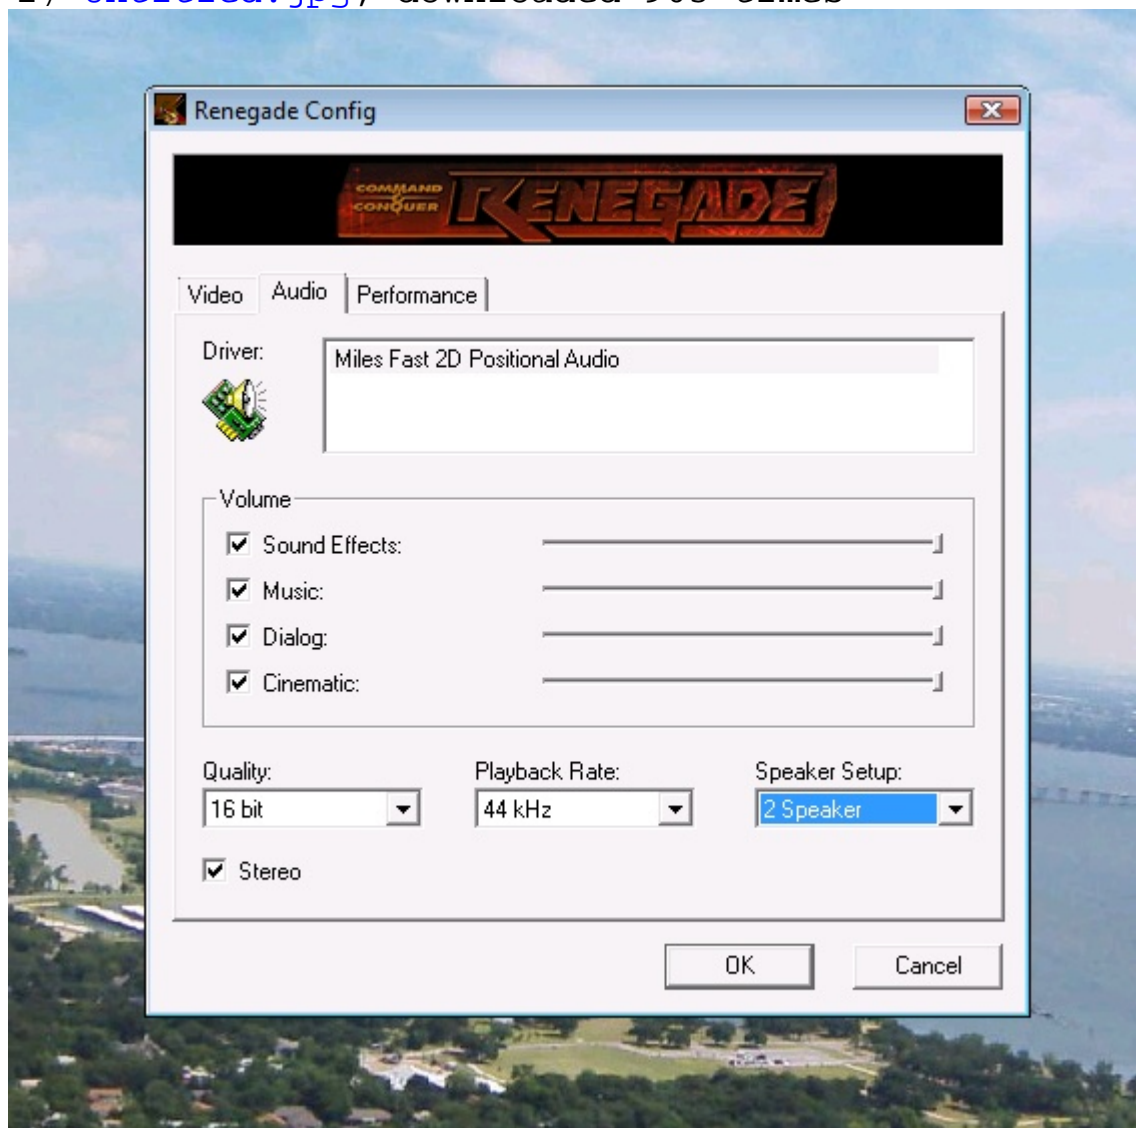 Renegade Config
COMMAND & CONQUER RENEGADE
Video Audio Performance
Driver:
Miles Fast 2D Positional Audio
Volume
Sound Effects:
Music:
Dialog:
Cinematic:
Quality: Playback Rate: Speaker Setup:
16 bit 44 kHz 2 Speaker
Stereo
OK Cancel